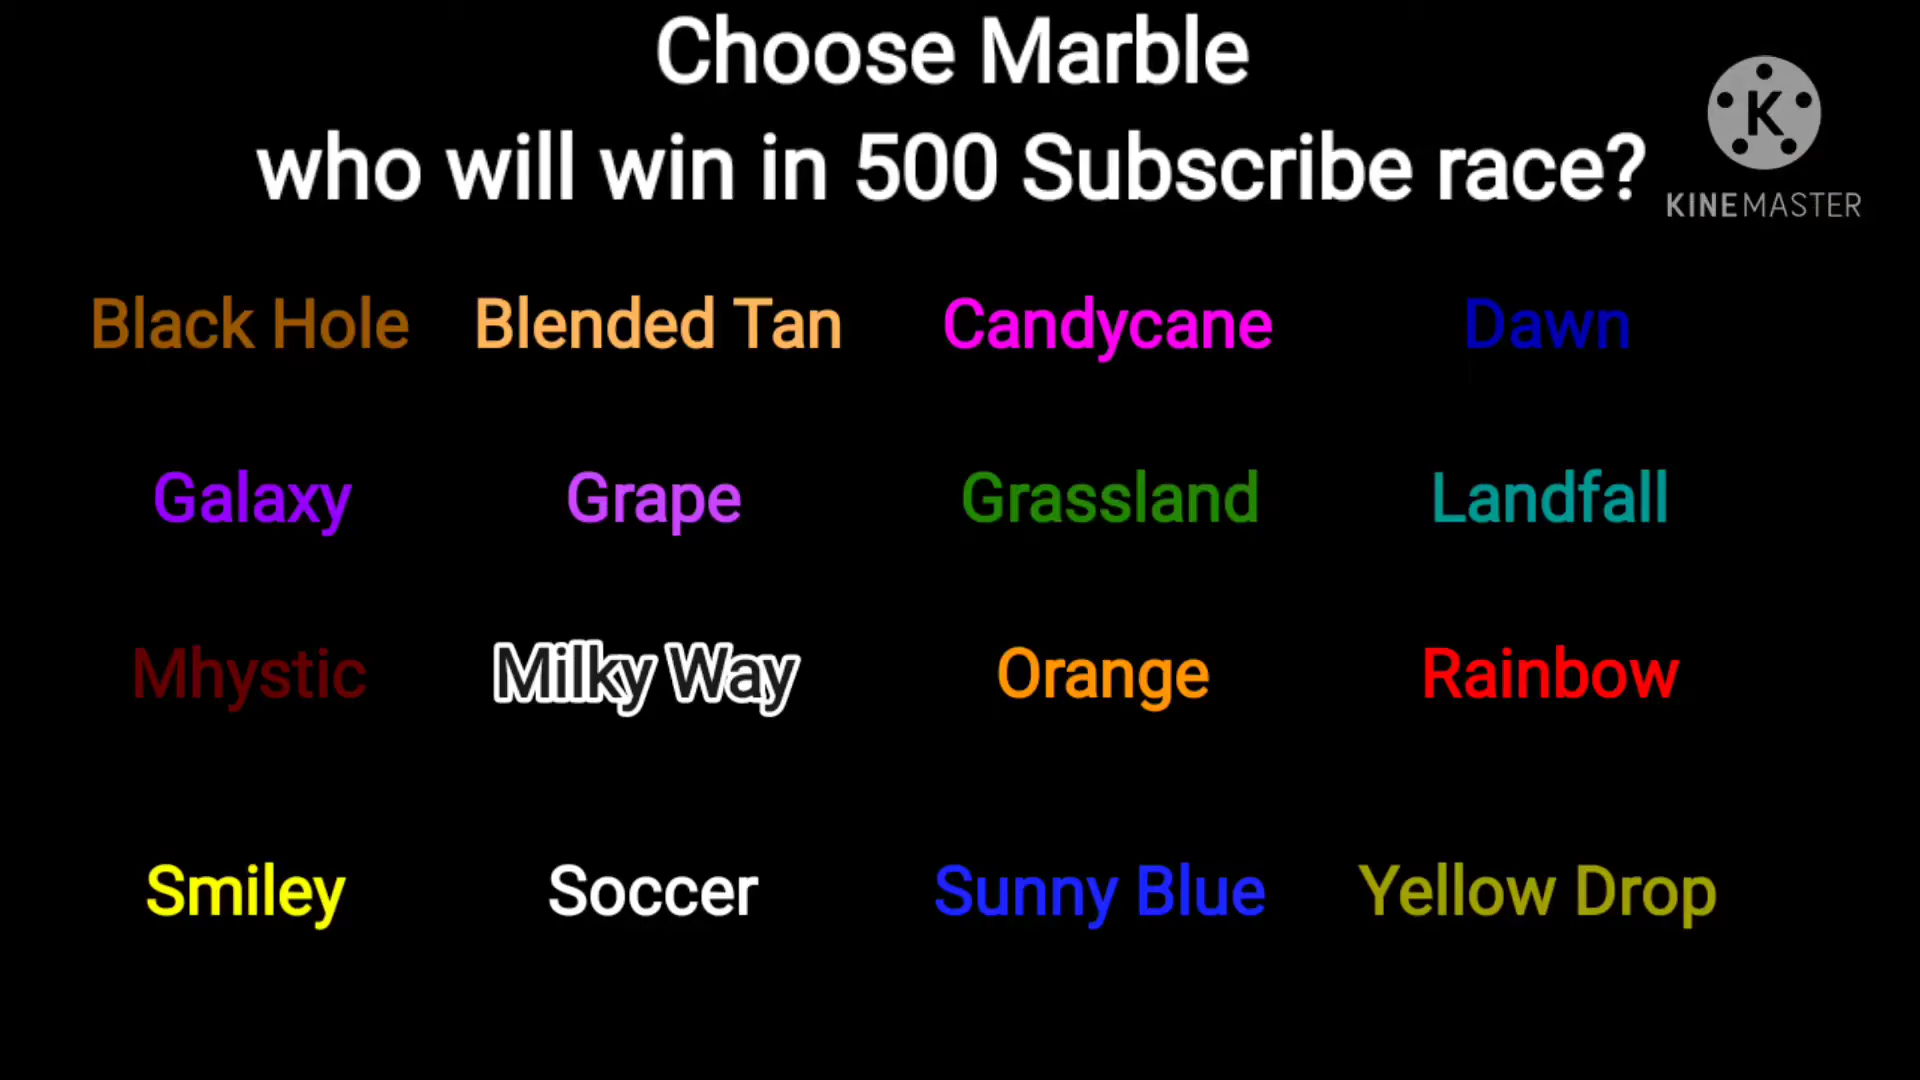 Choose Marble
who will win in 500 Subscribe race?
K
KINEMASTER
Black Hole Blended Tan Candycane Dawn
Galaxy Grape Grassland Landfall
Mhystic Milky Way Orange Rainbow
Smiley Soccer Sunny Blue Yellow Drop